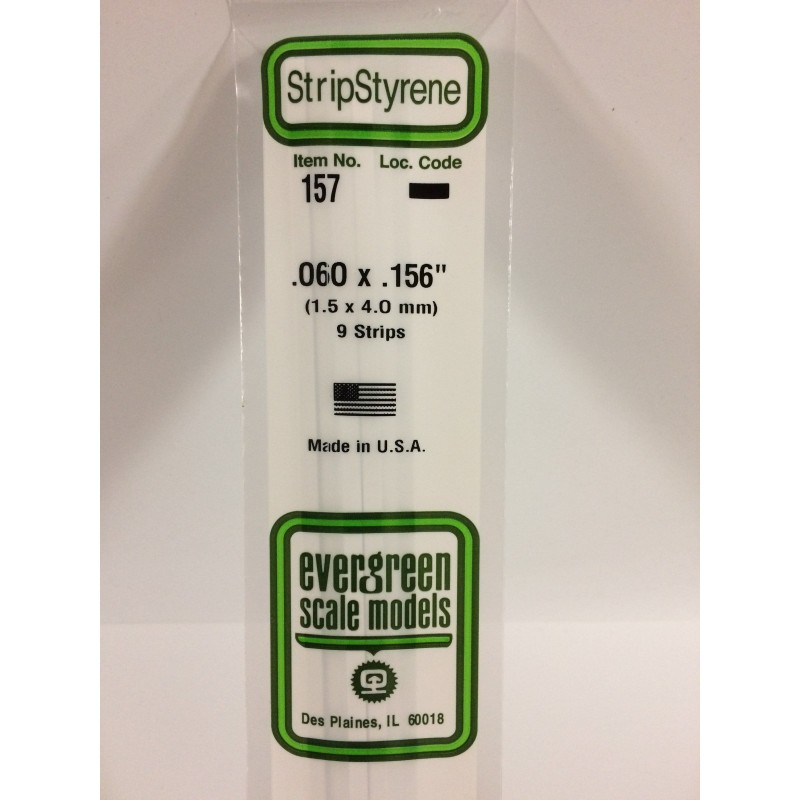 StripStyrene
Item No. Loc. Code
157
.060 x .156"
(1.5 x 4.0 mm)
9 Strips
Made in U.S.A.
evergreen
scale models
Des Plaines, IL 60018